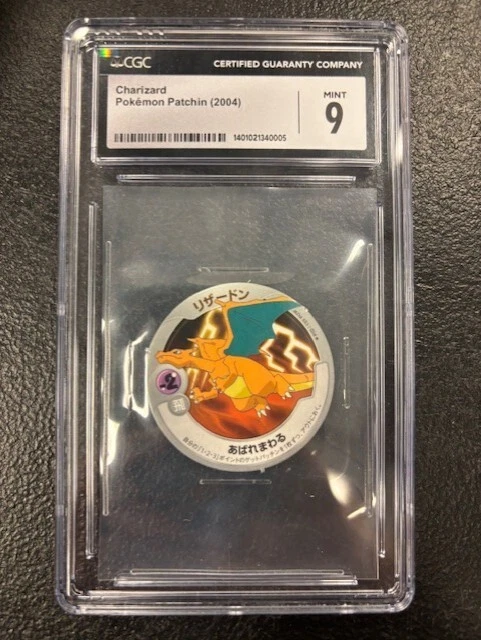 CGC
CERTIFIED GUARANTY COMPANY
Charizard
Pokémon Patchin (2004)
MINT
9
1401021340005
リザードン
2
あばれまわる